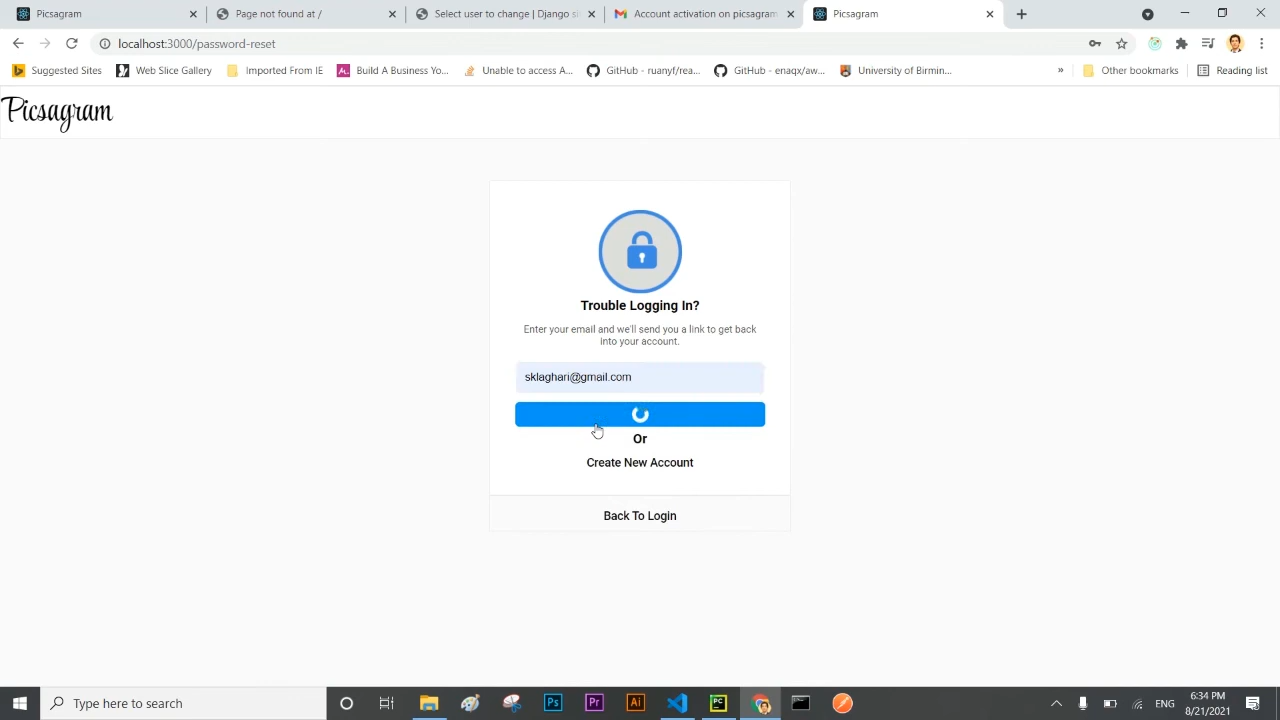 Picsagram
Page not found at /
Select user to change | Django si
Account activation on picsagram
Picsagram
localhost:3000/password-reset
Suggested Sites
Web Slice Gallery
Imported From IE
Build A Business Yo...
Unable to access A...
GitHub - ruanyf/rea...
GitHub - enaqx/aw...
University of Birmin...
»
Other bookmarks
Reading list
Picsagram
Trouble Logging In?
Enter your email and we'll send you a link to get back
into your account.
sklaghari@gmail.com
Or
Create New Account
Back To Login
Type here to search
Ps
Pr
Ai
PC
ENG
6:34 PM
8/21/2021